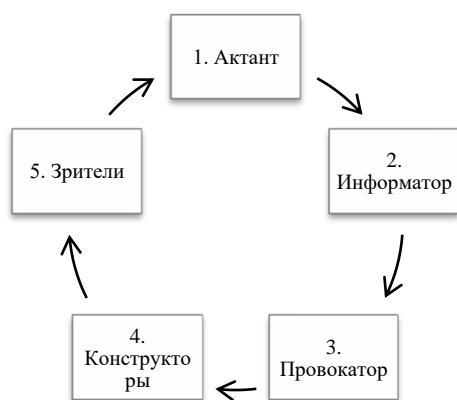 1. Актант
2.
Информатор
3.
Провокатор
4.
Конструкто
ры
5. Зрители